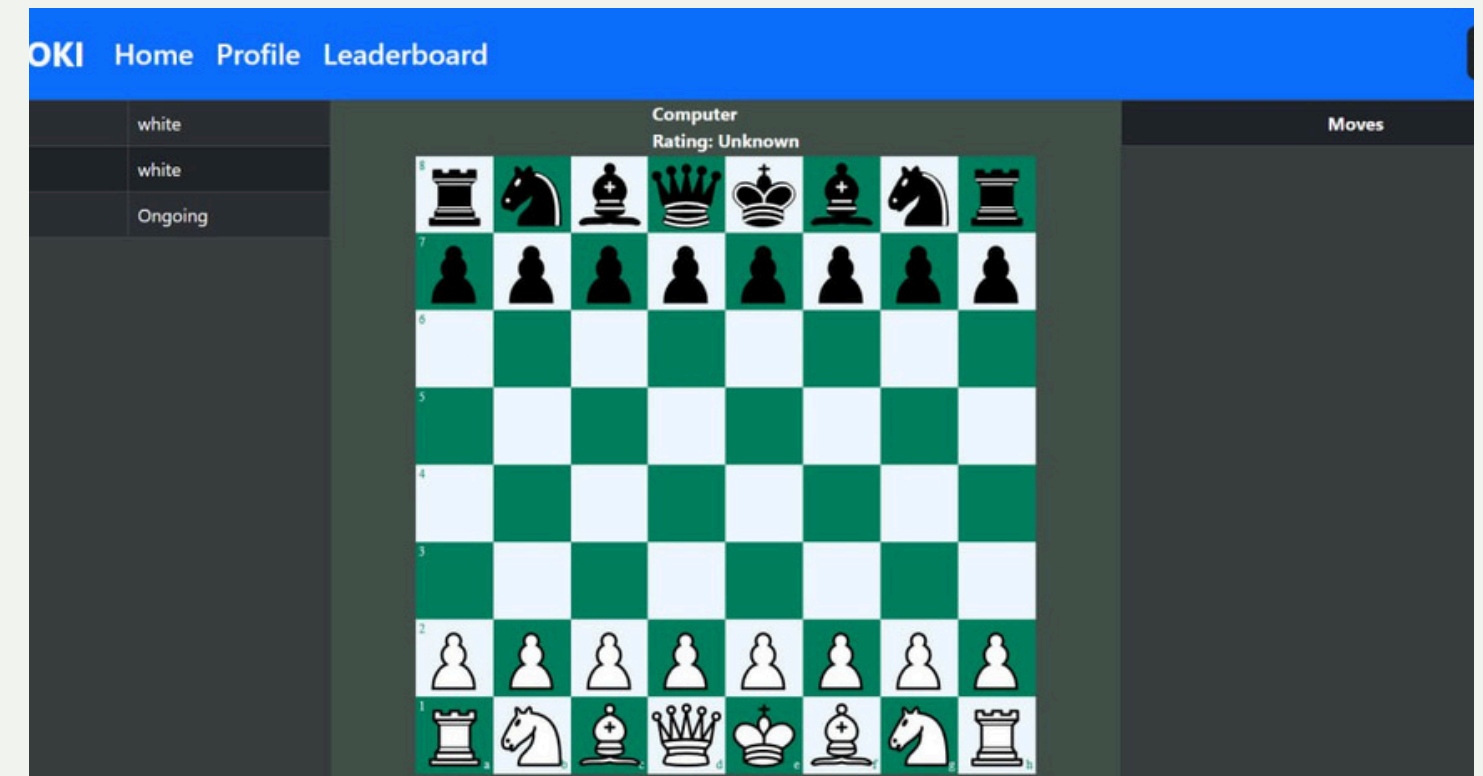 OKI Home Profile Leaderboard
white
white
Ongoing
Computer
Rating: Unknown
8
7
6
5
4
3
2
1
a b c d e f g h
Moves